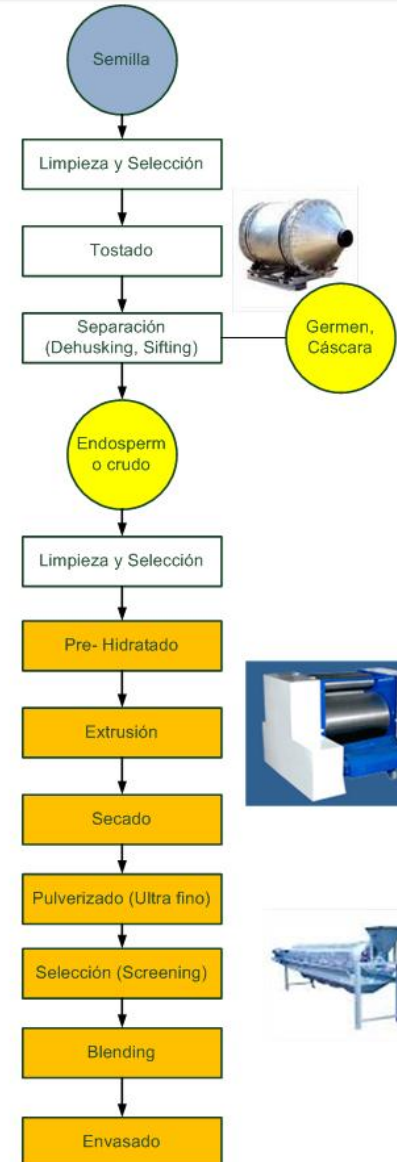 Semilla
Limpieza y Selección
Tostado
Separación
(Dehusking, Sifting)
Germen,
Cáscara
Endosperm
o crudo
Limpieza y Selección
Pre- Hidratado
Extrusión
Secado
Pulverizado (Ultra fino)
Selección (Screening)
Blending
Envasado